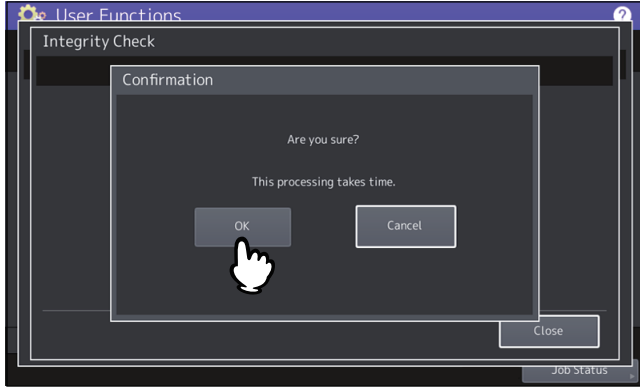 User Functions
?
Integrity Check
Confirmation
Are you sure?
This processing takes time.
OK
Cancel
Close
Job Status